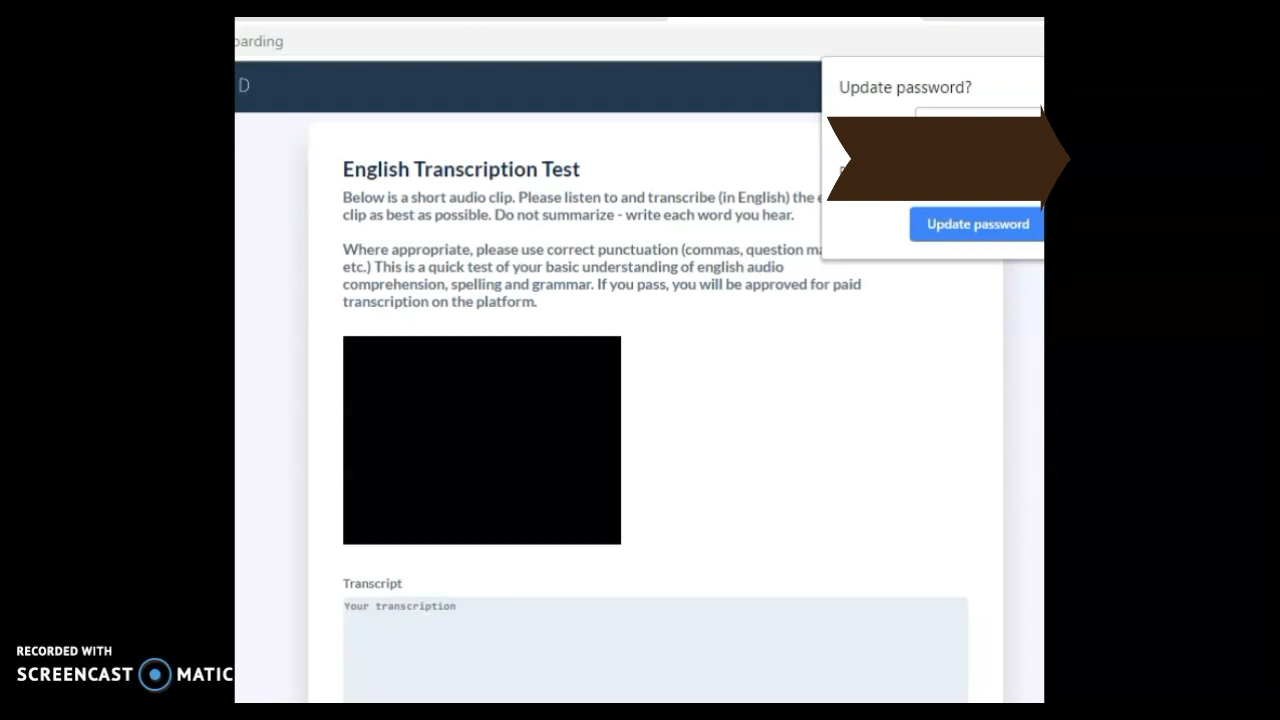 oarding
D
Update password?
English Transcription Test
Below is a short audio clip. Please listen to and transcribe (in English) the
clip as best as possible. Do not summarize - write each word you hear.
Where appropriate, please use correct punctuation (commas, question
etc.) This is a quick test of your basic understanding of english audio
comprehension, spelling and grammar. If you pass, you will be approved for paid
transcription on the platform.
Update password
Transcript
Your transcription
RECORDED WITH
SCREENCAST MATIC